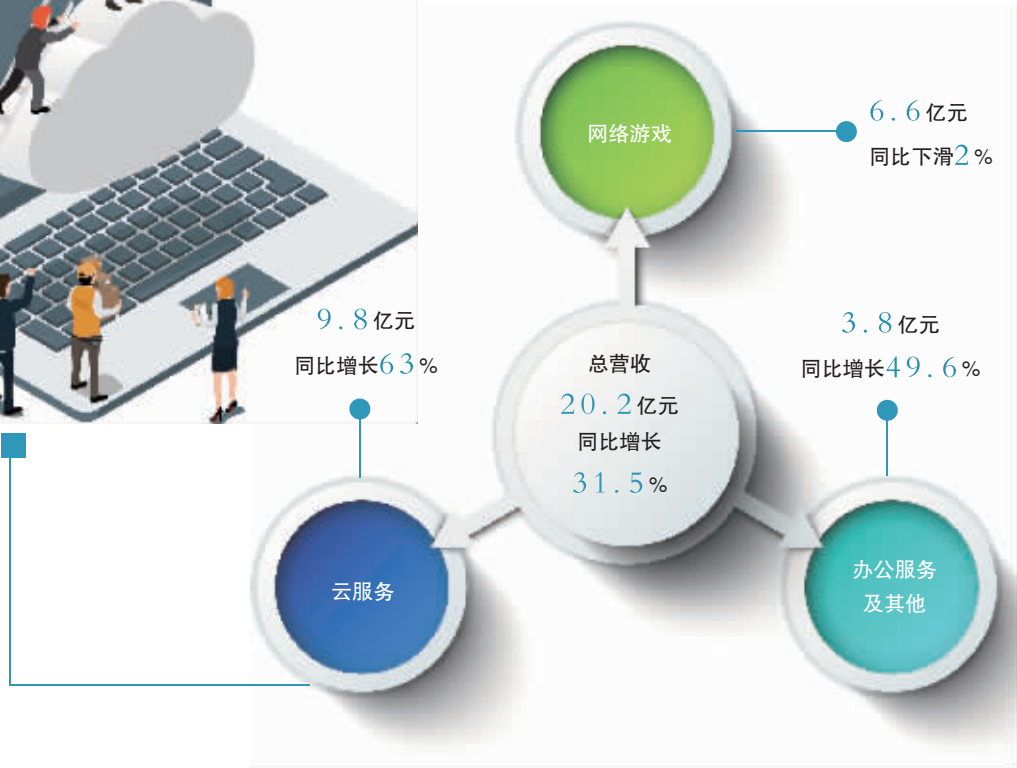 网络游戏
6.6亿元
同比下滑2%
9.8亿元
同比增长63%
总营收
20.2亿元
同比增长
31.5%
3.8亿元
同比增长49.6%
云服务
办公服务
及其他